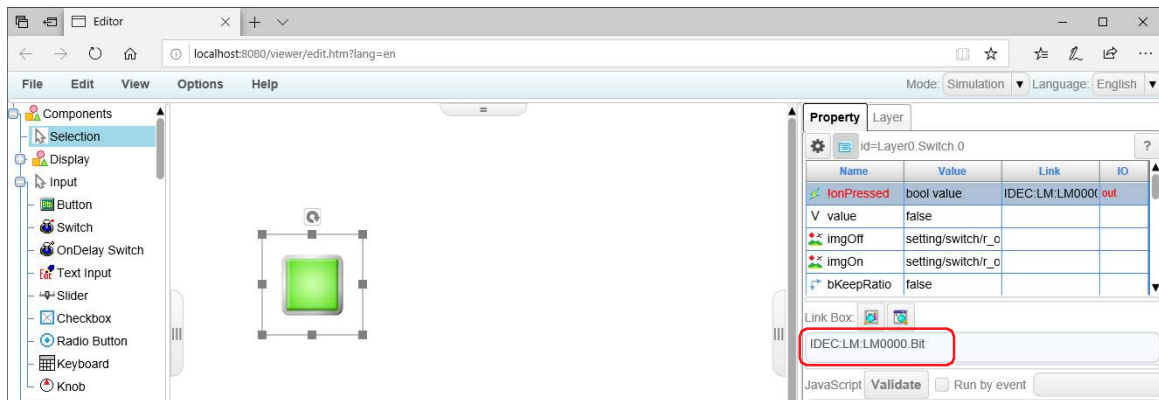 Editor
localhost:8080/viewer/edit.htm?lang=en
File Edit View Options Help Mode: Simulation Language: English
Components
Selection
Display
Input
Button
Switch
OnDelay Switch
Text Input
Slider
Checkbox
Radio Button
Keyboard
Knob
=
Property Layer
id=Layer0.Switch.0 ?
Name Value Link IO
!onPressed bool value IDEC:LM:LM0000 out
V value false
imgOff setting/switch/r_o
imgOn setting/switch/r_o
bKeepRatio false
Link Box:
IDEC:LM:LM0000.Bit
JavaScript Validate Run by event